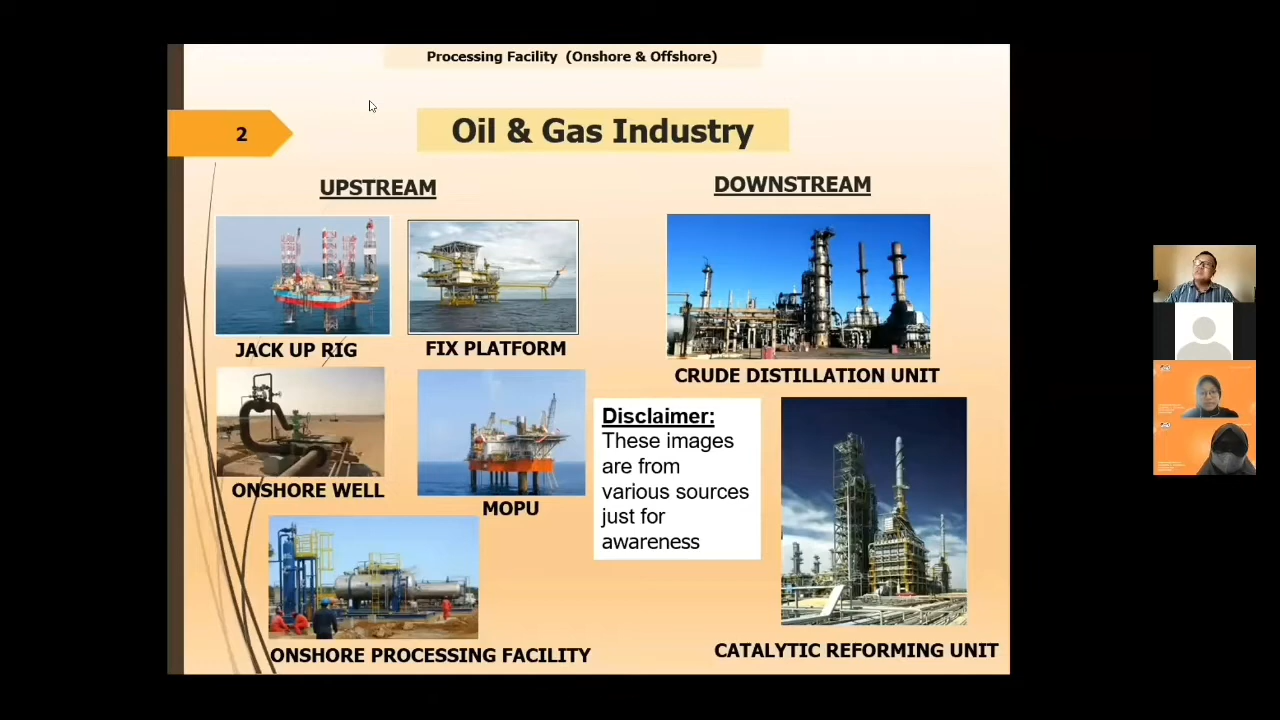 Processing Facility (Onshore & Offshore)
2
Oil & Gas Industry
UPSTREAM
DOWNSTREAM
JACK UP RIG
FIX PLATFORM
CRUDE DISTILLATION UNIT
ONSHORE WELL
MOPU
Disclaimer:
These images
are from
various sources
just for
awareness
ONSHORE PROCESSING FACILITY
CATALYTIC REFORMING UNIT